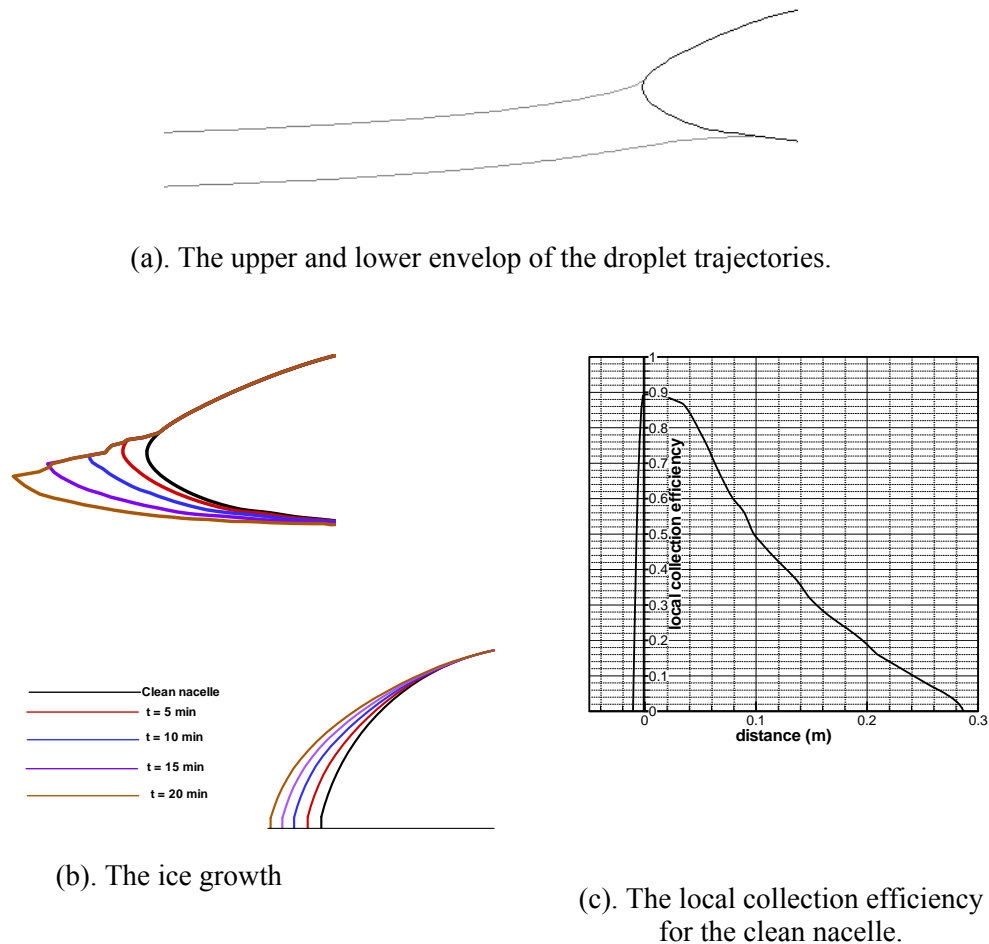 (a). The upper and lower envelop of the droplet trajectories.
Clean nacelle
t = 5 min
t = 10 min
t = 15 min
t = 20 min
(b). The ice growth
1
0.9
0.8
0.7
0.6
0.5
0.4
0.3
0.2
0.1
0
local collection efficiency
0
0.1
0.2
0.3
distance (m)
(c). The local collection efficiency
for the clean nacelle.